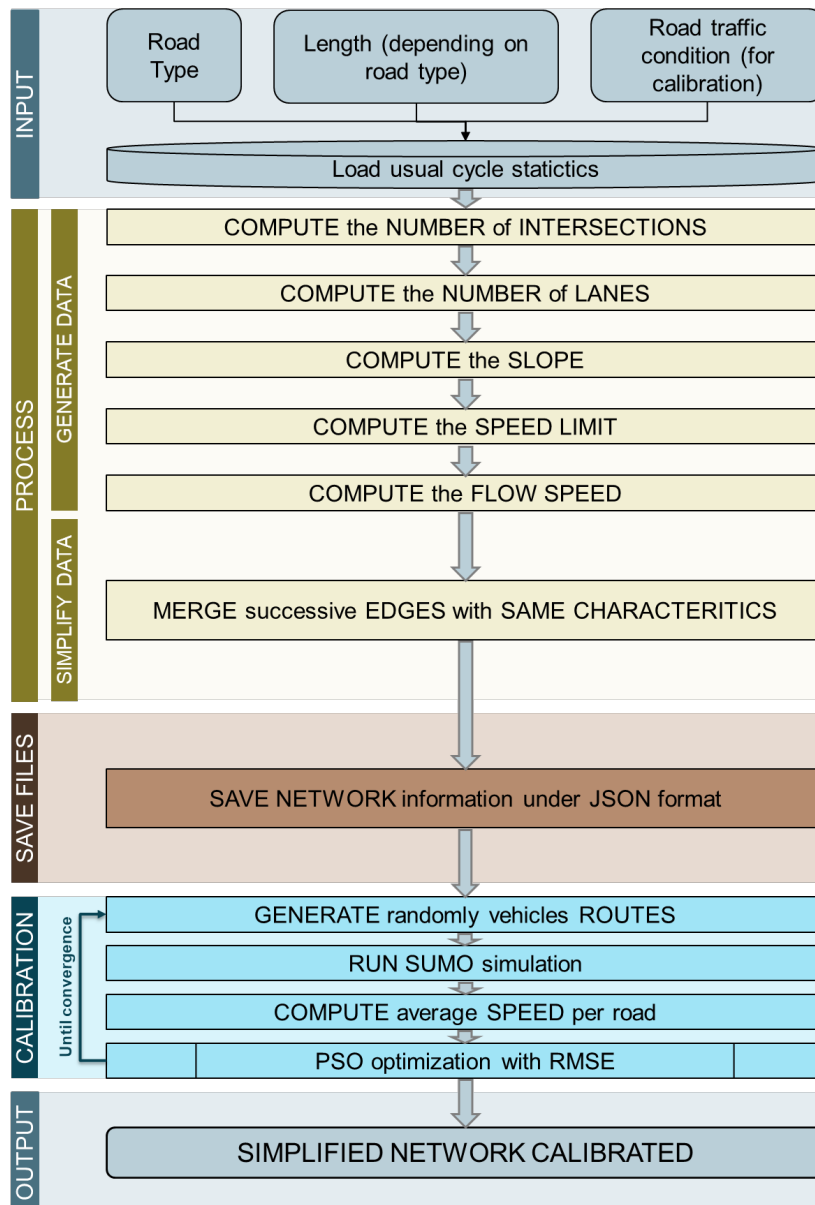 INPUT
Road
Type
Length (depending on
road type)
Road traffic
condition (for
calibration)
Load usual cycle statictics
PROCESS
GENERATE DATA
COMPUTE the NUMBER of INTERSECTIONS
COMPUTE the NUMBER of LANES
COMPUTE the SLOPE
COMPUTE the SPEED LIMIT
COMPUTE the FLOW SPEED
SIMPLIFY DATA
MERGE successive EDGES with SAME CHARACTERITICS
SAVE FILES
SAVE NETWORK information under JSON format
CALIBRATION
Until convergence
GENERATE randomly vehicles ROUTES
RUN SUMO simulation
COMPUTE average SPEED per road
PSO optimization with RMSE
OUTPUT
SIMPLIFIED NETWORK CALIBRATED